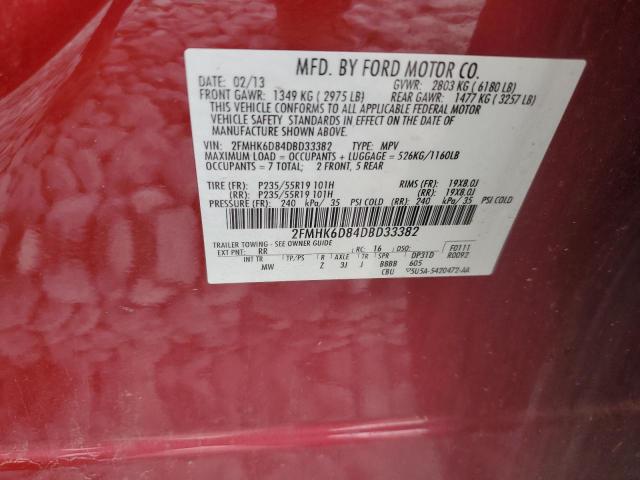 MFD. BY FORD MOTOR CO.
DATE: 02/13 GVWR: 2803 KG ( 6180 LB)
FRONT GAWR: 1349 KG ( 2975 LB) REAR GAWR: 1477 KG ( 3257 LB)
THIS VEHICLE CONFORMS TO ALL APPLICABLE FEDERAL MOTOR
VEHICLE SAFETY STANDARDS IN EFFECT ON THE DATE OF
MANUFACTURE SHOWN ABOVE.
VIN: 2FMHK6D84DBD33382 TYPE: MPV
MAXIMUM LOAD = OCCUPANTS + LUGGAGE = 526KG/1160LB
OCCUPANTS = 7 TOTAL; 2 FRONT, 5 REAR
TIRE (FR): P235/55R19 101H RIMS (FR): 19X8.0J
(RR): P235/55R19 101H (RR): 19X8.0J
PRESSURE (FR): 240 kPa/ 35 PSI COLD (RR): 240 kPa/ 35 PSI COLD
2FMHK6D84DBD33382
TRAILER TOWING - SEE OWNER GUIDE F0111
EXT PNT: RR RC: 16 DSO: R0092
INT TR TP/PS R AXLE TR SPR DP31D
MW Z 3J J BBBB 605
CBU 5U5A-5420472-AA